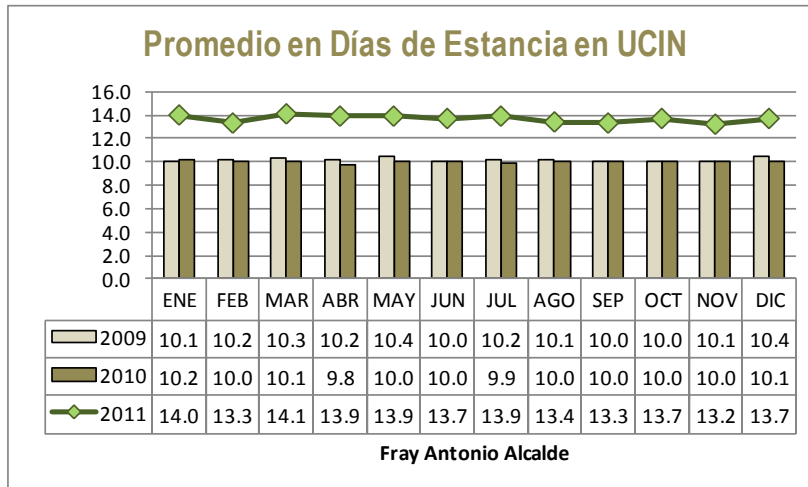 Promedio en Días de Estancia en UCIN
16.0
14.0
12.0
10.0
8.0
6.0
4.0
2.0
0.0
ENE FEB MAR ABR MAY JUN JUL AGO SEP OCT NOV DIC
2009 10.1 10.2 10.3 10.2 10.4 10.0 10.2 10.1 10.0 10.0 10.1 10.4
2010 10.2 10.0 10.1 9.8 10.0 10.0 9.9 10.0 10.0 10.0 10.0 10.1
2011 14.0 13.3 14.1 13.9 13.9 13.7 13.9 13.4 13.3 13.7 13.2 13.7
Fray Antonio Alcalde